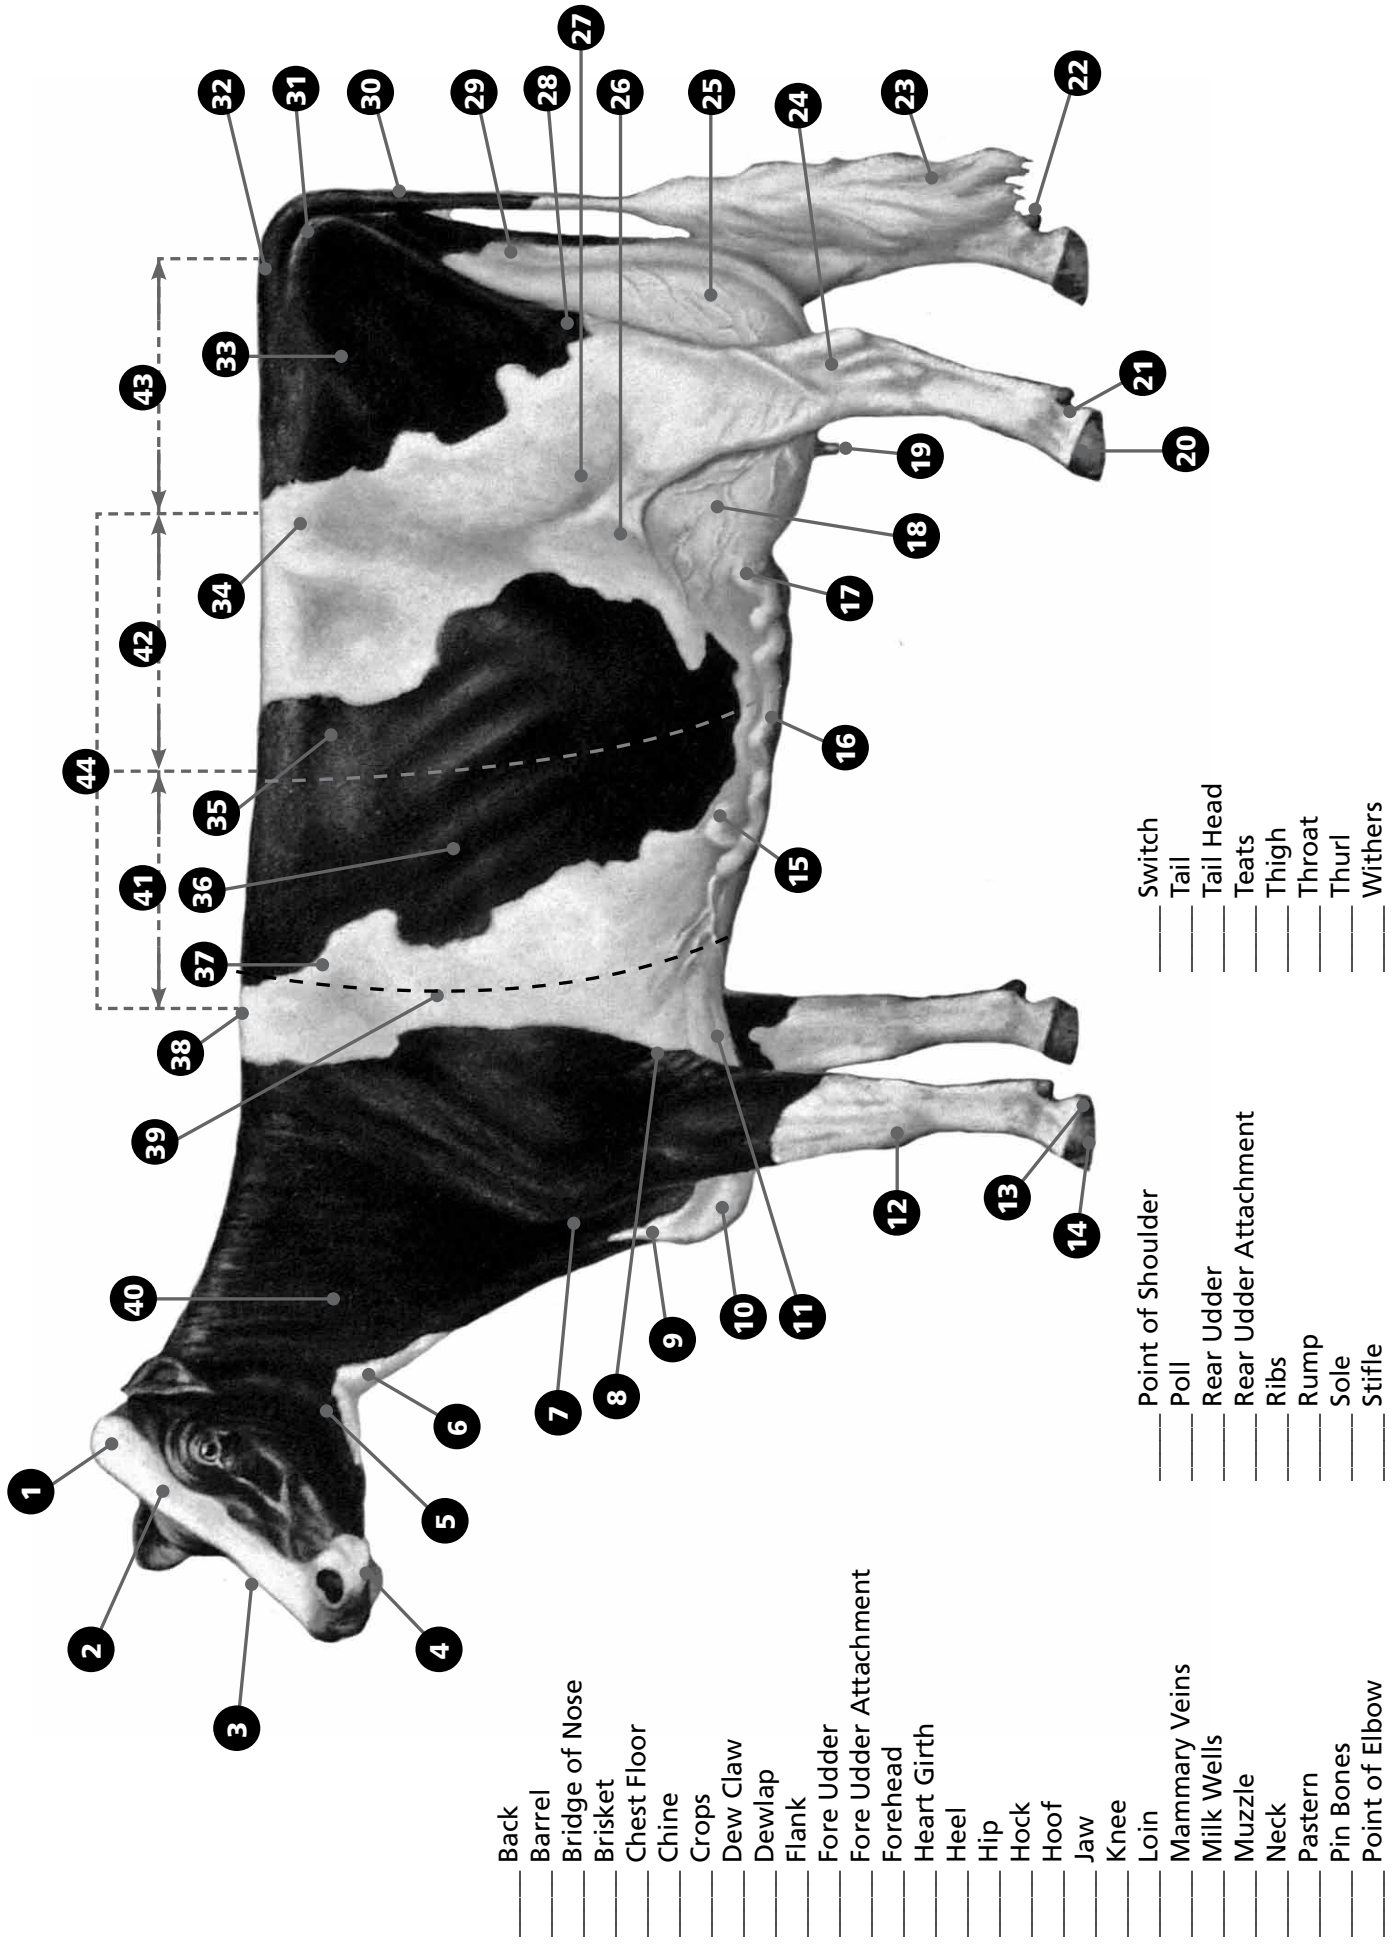 1
2
3
4
5
6
7
8
9
10
11
12
13
14
15
16
17
18
19
20
21
22
23
24
25
26
27
28
29
30
31
32
33
34
35
36
37
38
39
40
41
42
43
44
Back
Barrel
Bridge of Nose
Brisket
Chest Floor
Chine
Crops
Dew Claw
Dewlap
Flank
Fore Udder
Fore Udder Attachment
Forehead
Heart Girth
Heel
Hip
Hock
Hoof
Jaw
Knee
Loin
Mammary Veins
Milk Wells
Muzzle
Neck
Pastern
Pin Bones
Point of Elbow
Point of Shoulder
Poll
Rear Udder
Rear Udder Attachment
Ribs
Rump
Sole
Stifle
Switch
Tail
Tail Head
Teats
Thigh
Throat
Thurl
Withers